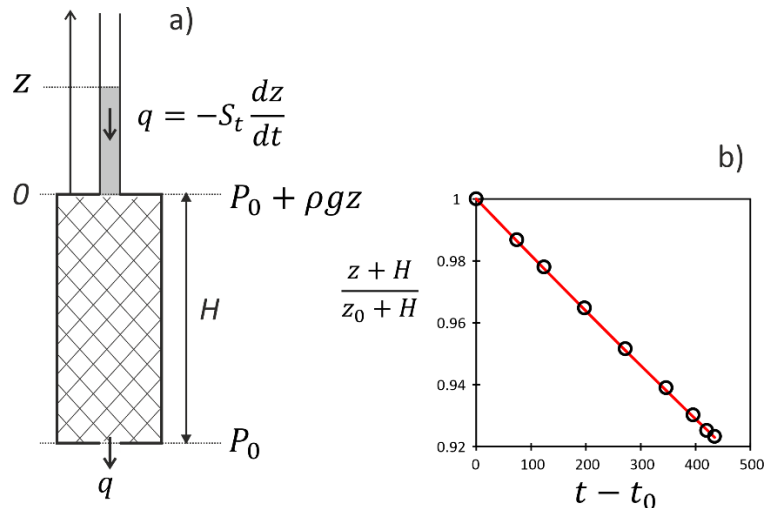 a)
z
q = −S_t dz/dt
0
P_0 + ρgz
H
P_0
q
b)
1
0.98
0.96
0.94
0.92
(z + H)/(z_0 + H)
0 100 200 300 400 500
t − t_0